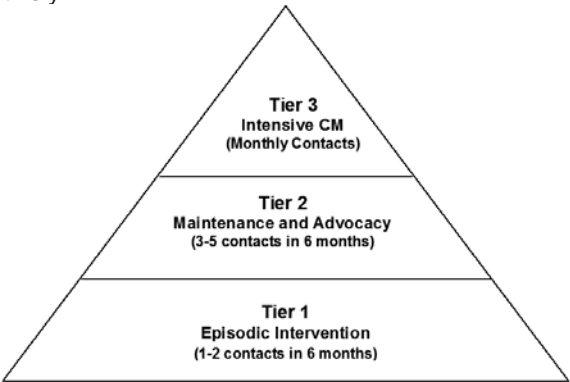 Tier 3
Intensive CM
(Monthly Contacts)
Tier 2
Maintenance and Advocacy
(3-5 contacts in 6 months)
Tier 1
Episodic Intervention
(1-2 contacts in 6 months)